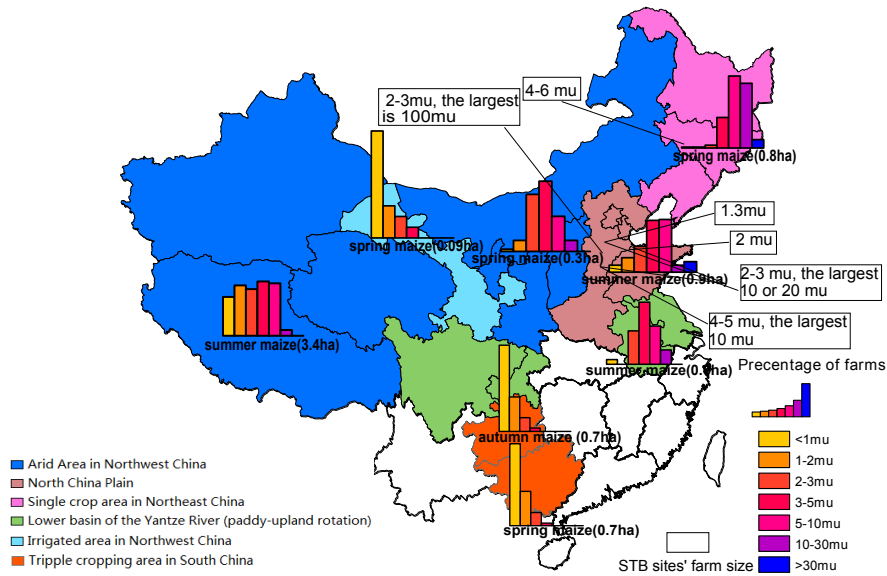 4-6 mu
2-3mu, the largest
is 100mu
spring maize(0.8ha)
1.3mu
2 mu
spring maize(0.09ha)
spring maize(0.3ha)
summer maize(0.9ha)
2-3 mu, the largest
10 or 20 mu
4-5 mu, the largest
10 mu
summer maize(3.4ha)
summer maize(0.6ha)
Precentage of farms
autumn maize (0.7ha)
spring maize(0.7ha)
<1mu
1-2mu
2-3mu
3-5mu
5-10mu
10-30mu
>30mu
STB sites' farm size
Arid Area in Northwest China
North China Plain
Single crop area in Northeast China
Lower basin of the Yantze River (paddy-upland rotation)
Irrigated area in Northwest China
Tripple cropping area in South China